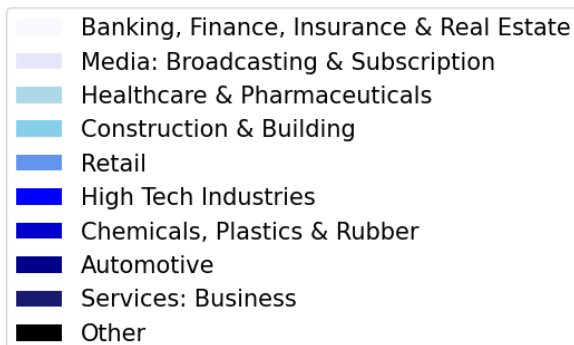 Banking, Finance, Insurance & Real Estate
Media: Broadcasting & Subscription
Healthcare & Pharmaceuticals
Construction & Building
Retail
High Tech Industries
Chemicals, Plastics & Rubber
Automotive
Services: Business
Other